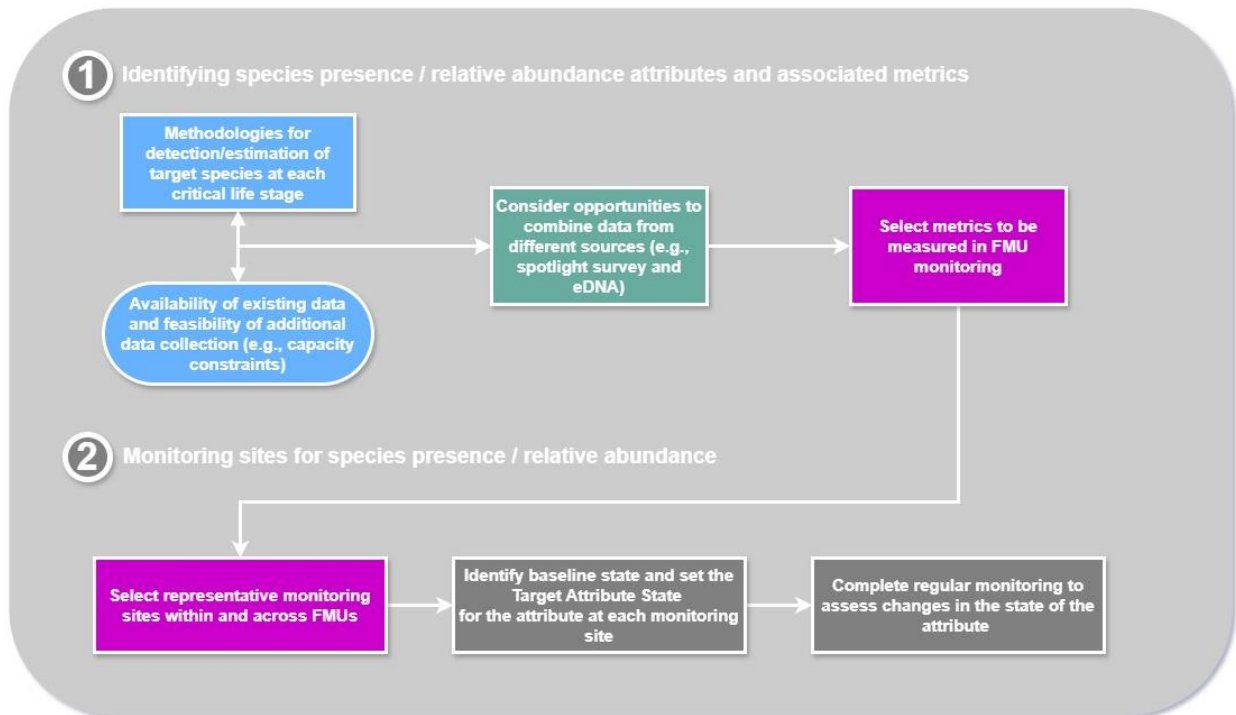 1 Identifying species presence / relative abundance attributes and associated metrics
Methodologies for
detection/estimation of
target species at each
critical life stage
Consider opportunities to
combine data from
different sources (e.g.,
spotlight survey and
eDNA)
Select metrics to be
measured in FMU
monitoring
Availability of existing data
and feasibility of additional
data collection (e.g., capacity
constraints)
2 Monitoring sites for species presence / relative abundance
Select representative monitoring
sites within and across FMUs
Identify baseline state and set the
Target Attribute State
for the attribute at each monitoring
site
Complete regular monitoring to
assess changes in the state of the
attribute